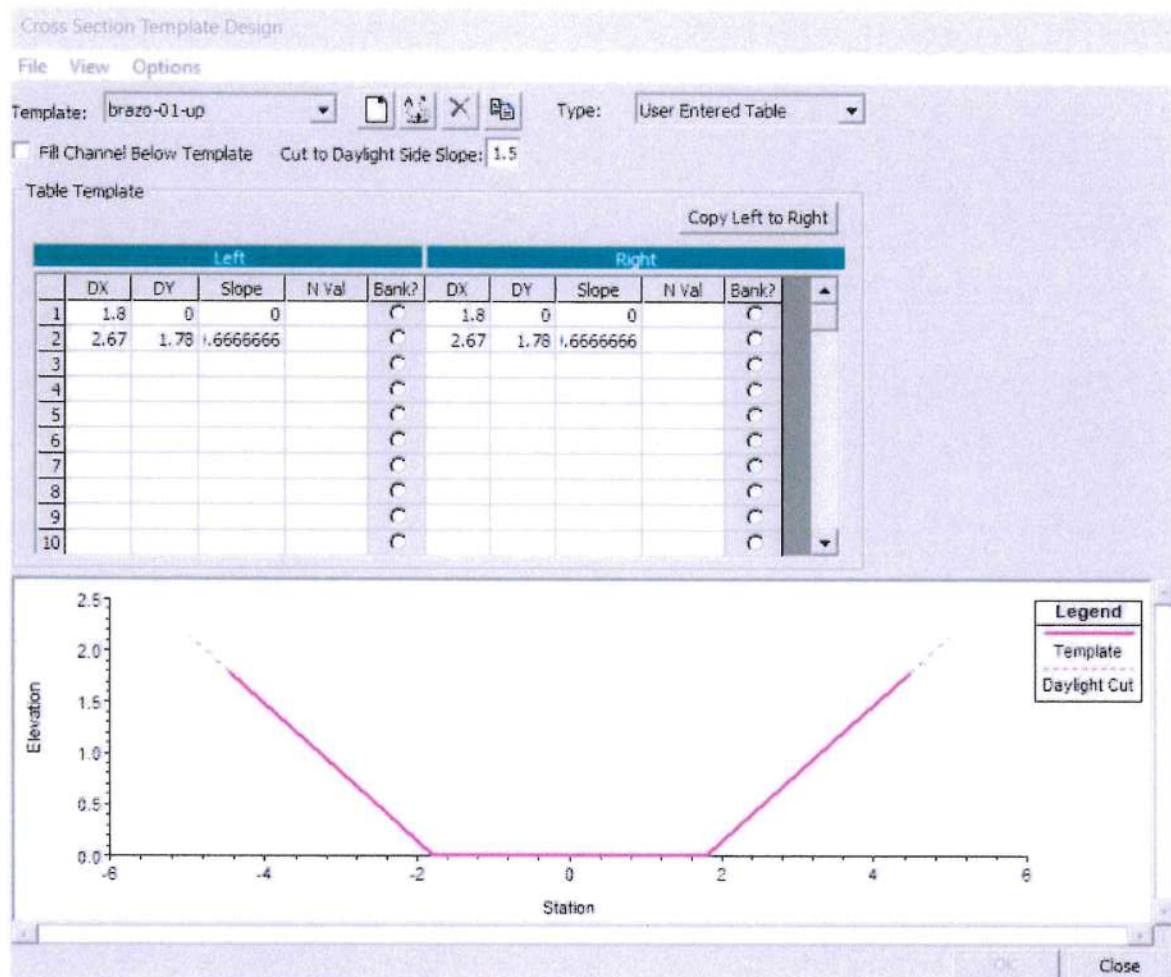 Cross Section Template Design
File View Options
Template: brazo-01-up Type: User Entered Table
Fill Channel Below Template Cut to Daylight Side Slope: 1.5
Table Template
Copy Left to Right
Left Right
DX DY Slope N Val Bank? DX DY Slope N Val Bank?
1 1.8 0 0 1.8 0 0
2 2.67 1.78 .6666666 2.67 1.78 .6666666
3
4
5
6
7
8
9
10
2.5
2.0
1.5
1.0
0.5
0.0
Elevation
-6 -4 -2 0 2 4 6
Station
Legend
Template
Daylight Cut
OK Close